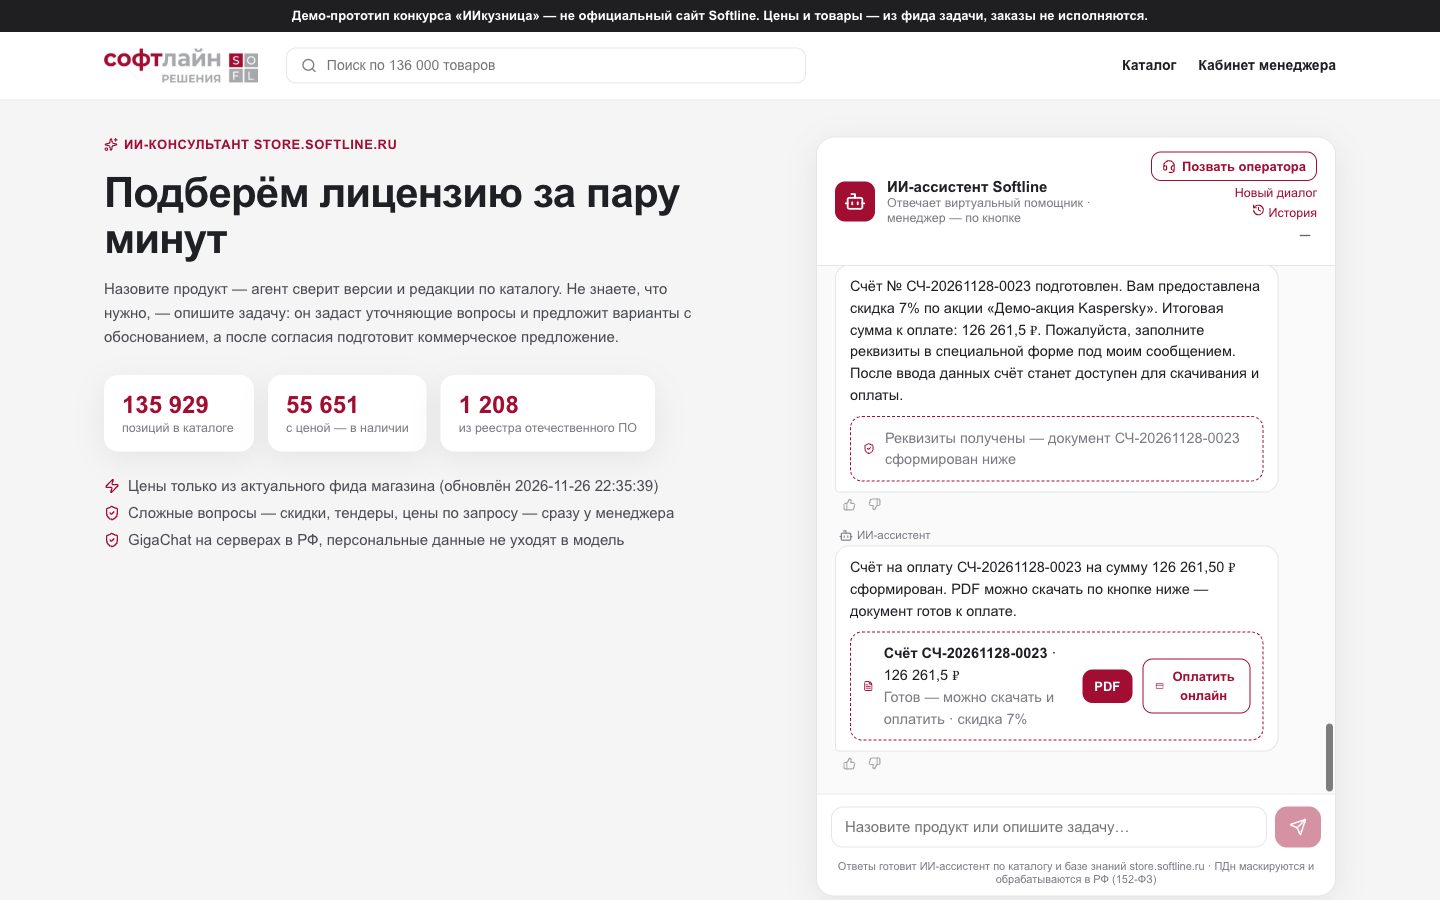 Демо-прототип конкурса «ИИкузница» — не официальный сайт Softline. Цены и товары — из фида задачи, заказы не исполняются.
софтлайн
РЕШЕНИЯ
S O
F L
Поиск по 136 000 товаров
Каталог
Кабинет менеджера
ИИ-КОНСУЛЬТАНТ STORE.SOFTLINE.RU
Подберём лицензию за пару
минут
Назовите продукт — агент сверит версии и редакции по каталогу. Не знаете, что
нужно, — опишите задачу: он задаст уточняющие вопросы и предложит варианты с
обоснованием, а после согласия подготовит коммерческое предложение.
135 929
позиций в каталоге
55 651
с ценой — в наличии
1 208
из реестра отечественного ПО
Цены только из актуального фида магазина (обновлён 2026-11-26 22:35:39)
Сложные вопросы — скидки, тендеры, цены по запросу — сразу у менеджера
GigaChat на серверах в РФ, персональные данные не уходят в модель
ИИ-ассистент Softline
Отвечает виртуальный помощник ·
менеджер — по кнопке
Позвать оператора
Новый диалог
История
—
Счёт № СЧ-20261128-0023 подготовлен. Вам предоставлена
скидка 7% по акции «Демо-акция Kaspersky». Итоговая
сумма к оплате: 126 261,5 ₽. Пожалуйста, заполните
реквизиты в специальной форме под моим сообщением.
После ввода данных счёт станет доступен для скачивания и
оплаты.
Реквизиты получены — документ СЧ-20261128-0023
сформирован ниже
ИИ-ассистент
Счёт на оплату СЧ-20261128-0023 на сумму 126 261,50 ₽
сформирован. PDF можно скачать по кнопке ниже —
документ готов к оплате.
Счёт СЧ-20261128-0023 ·
126 261,5 ₽
Готов — можно скачать и
оплатить · скидка 7%
PDF
Оплатить
онлайн
Назовите продукт или опишите задачу…
Ответы готовит ИИ-ассистент по каталогу и базе знаний store.softline.ru · ПДн маскируются и
обрабатываются в РФ (152-ФЗ)